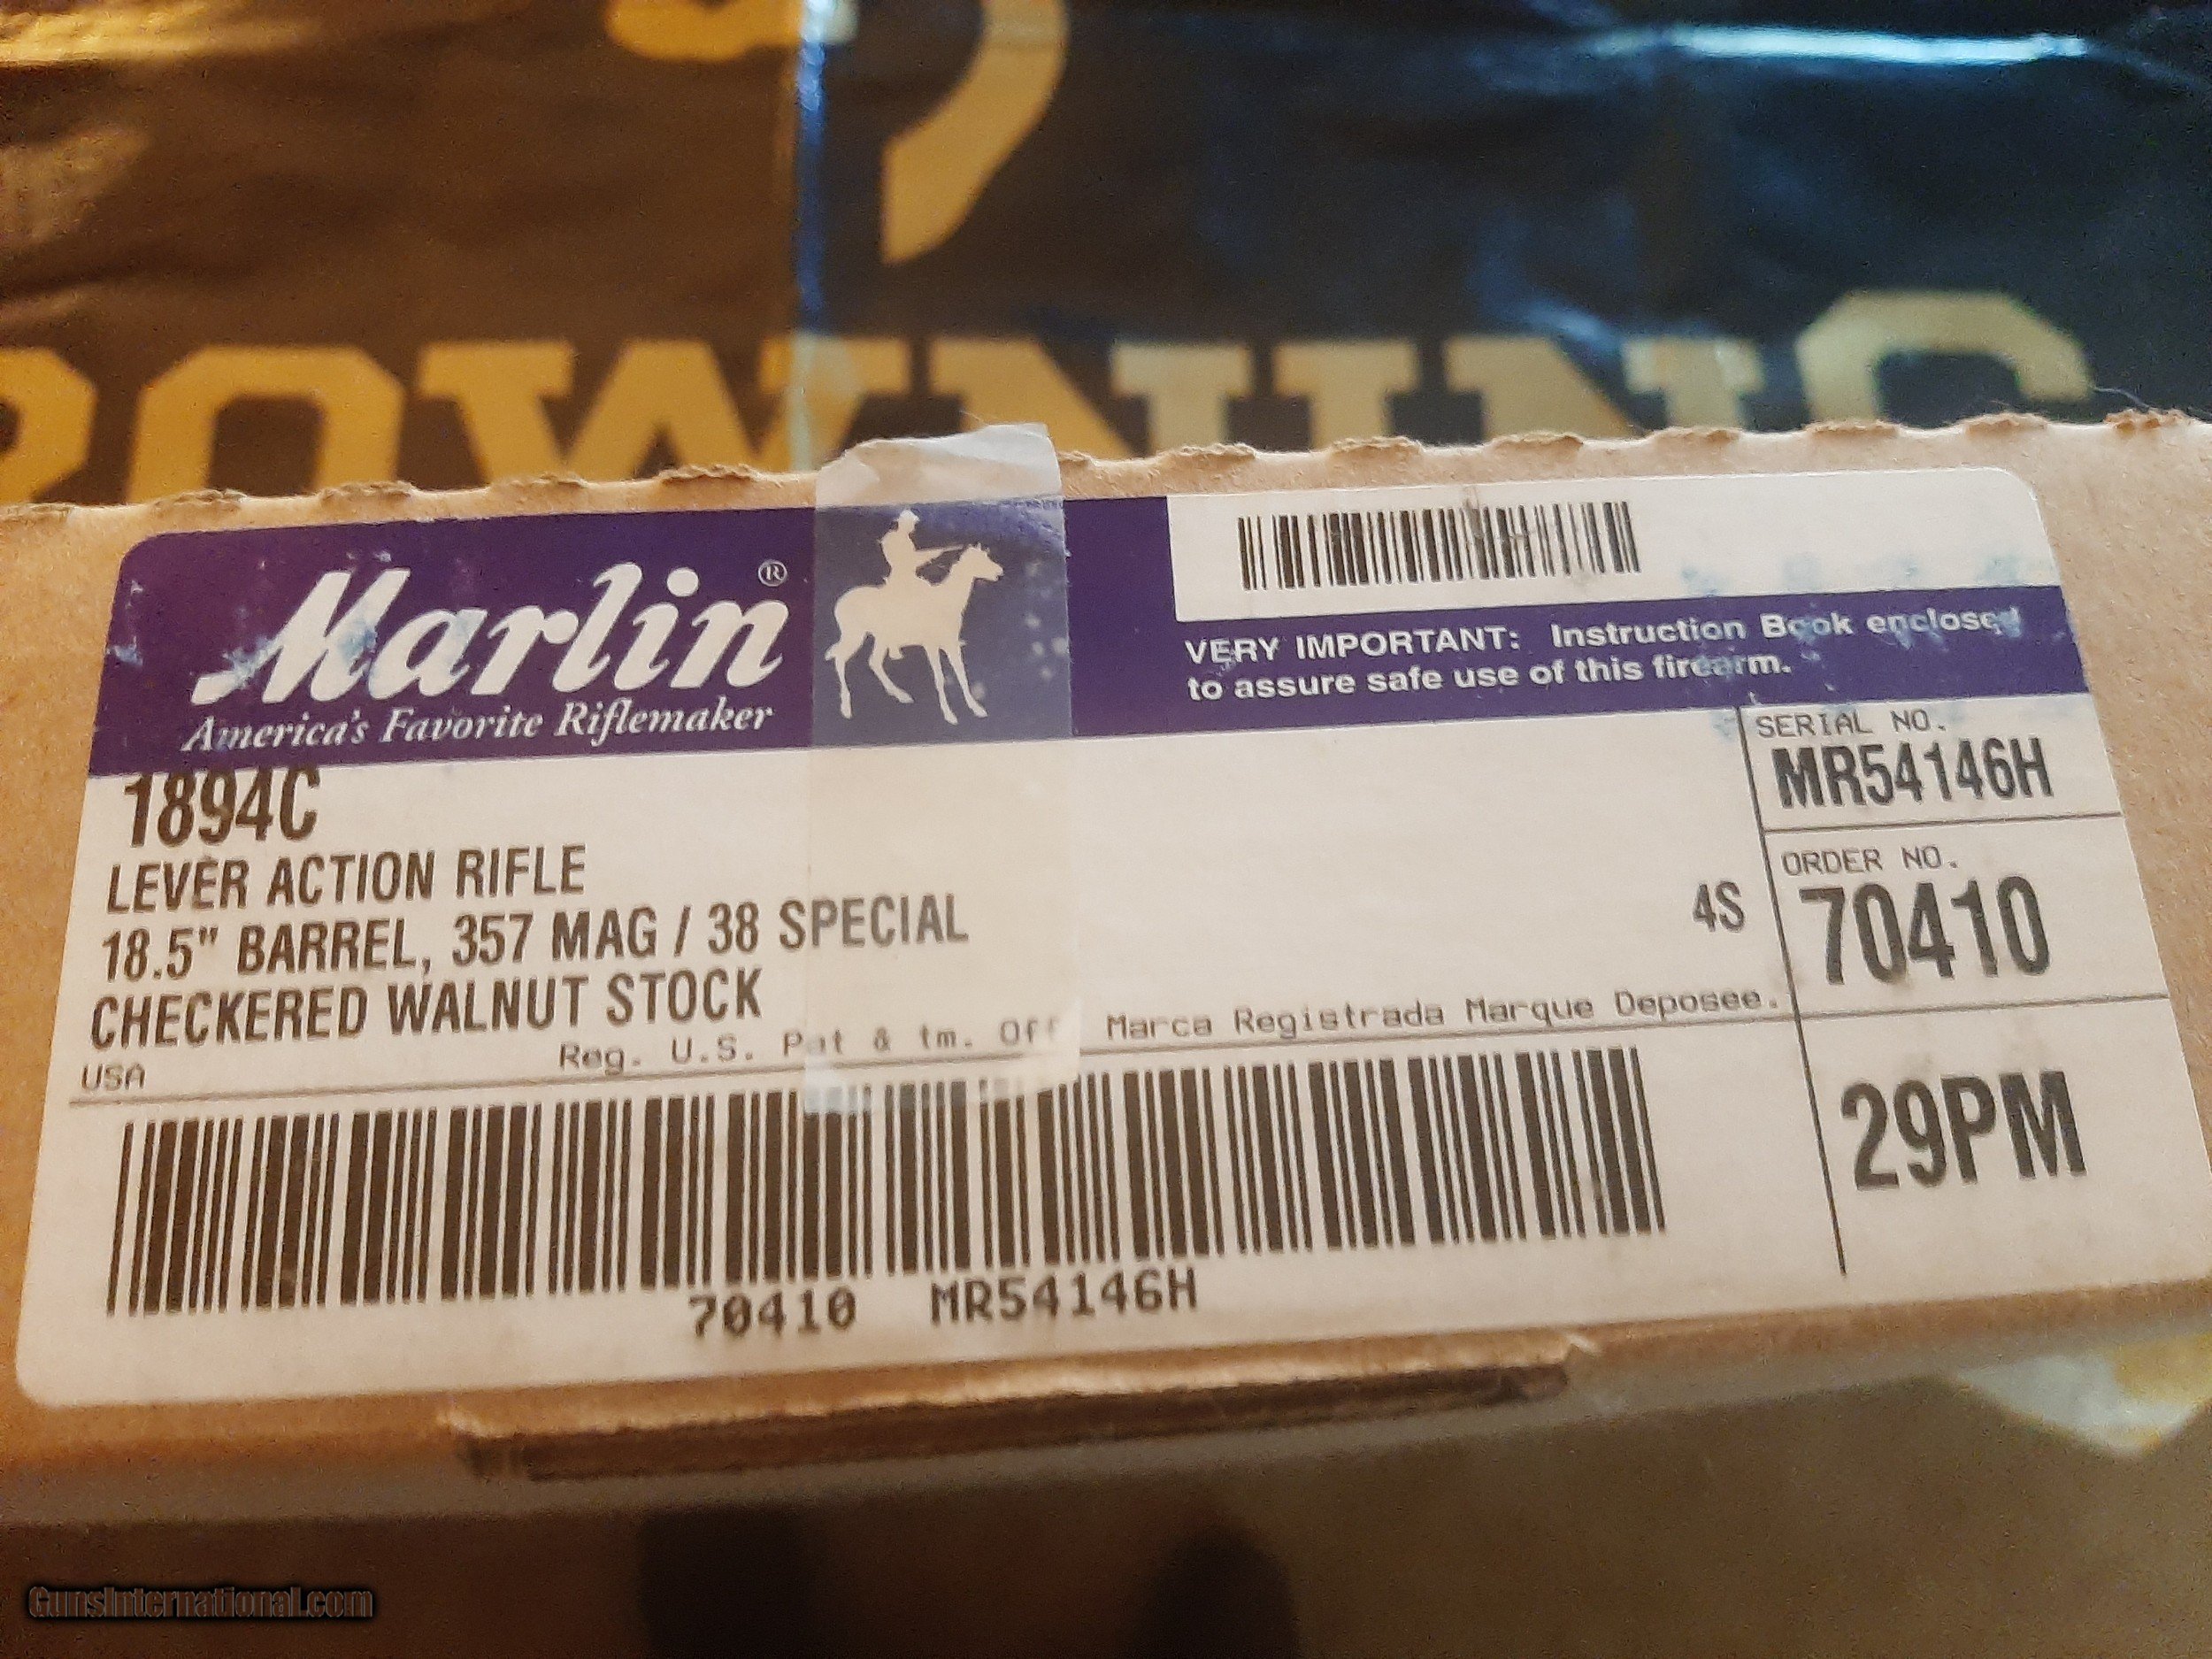 ROWNING
Marlin®
America's Favorite Riflemaker
VERY IMPORTANT: Instruction Book enclosed
to assure safe use of this firearm.
1894C
LEVER ACTION RIFLE
18.5" BARREL, 357 MAG / 38 SPECIAL
CHECKERED WALNUT STOCK
4S
USA
Reg. U.S. Pat & tm. Off Marca Registrada Marque Deposee.
SERIAL NO.
MR54146H
ORDER NO.
70410
29PM
70410 MR54146H
GunsInternational.com